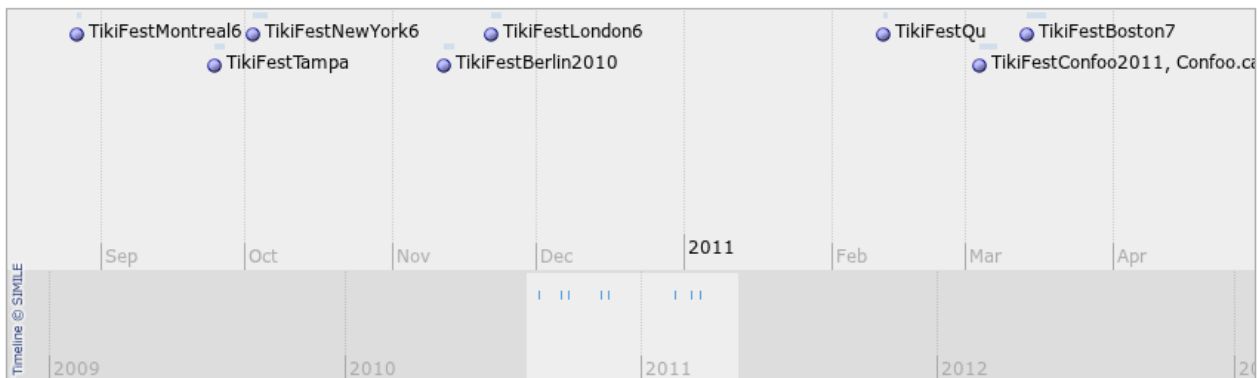 TikiFestMontreal6
TikiFestNewYork6
TikiFestLondon6
TikiFestQu
TikiFestBoston7
TikiFestTampa
TikiFestBerlin2010
TikiFestConfoo2011, Confoo.ca
Sep
Oct
Nov
Dec
2011
Feb
Mar
Apr
Timeline © SIMILE
2009
2010
2011
2012